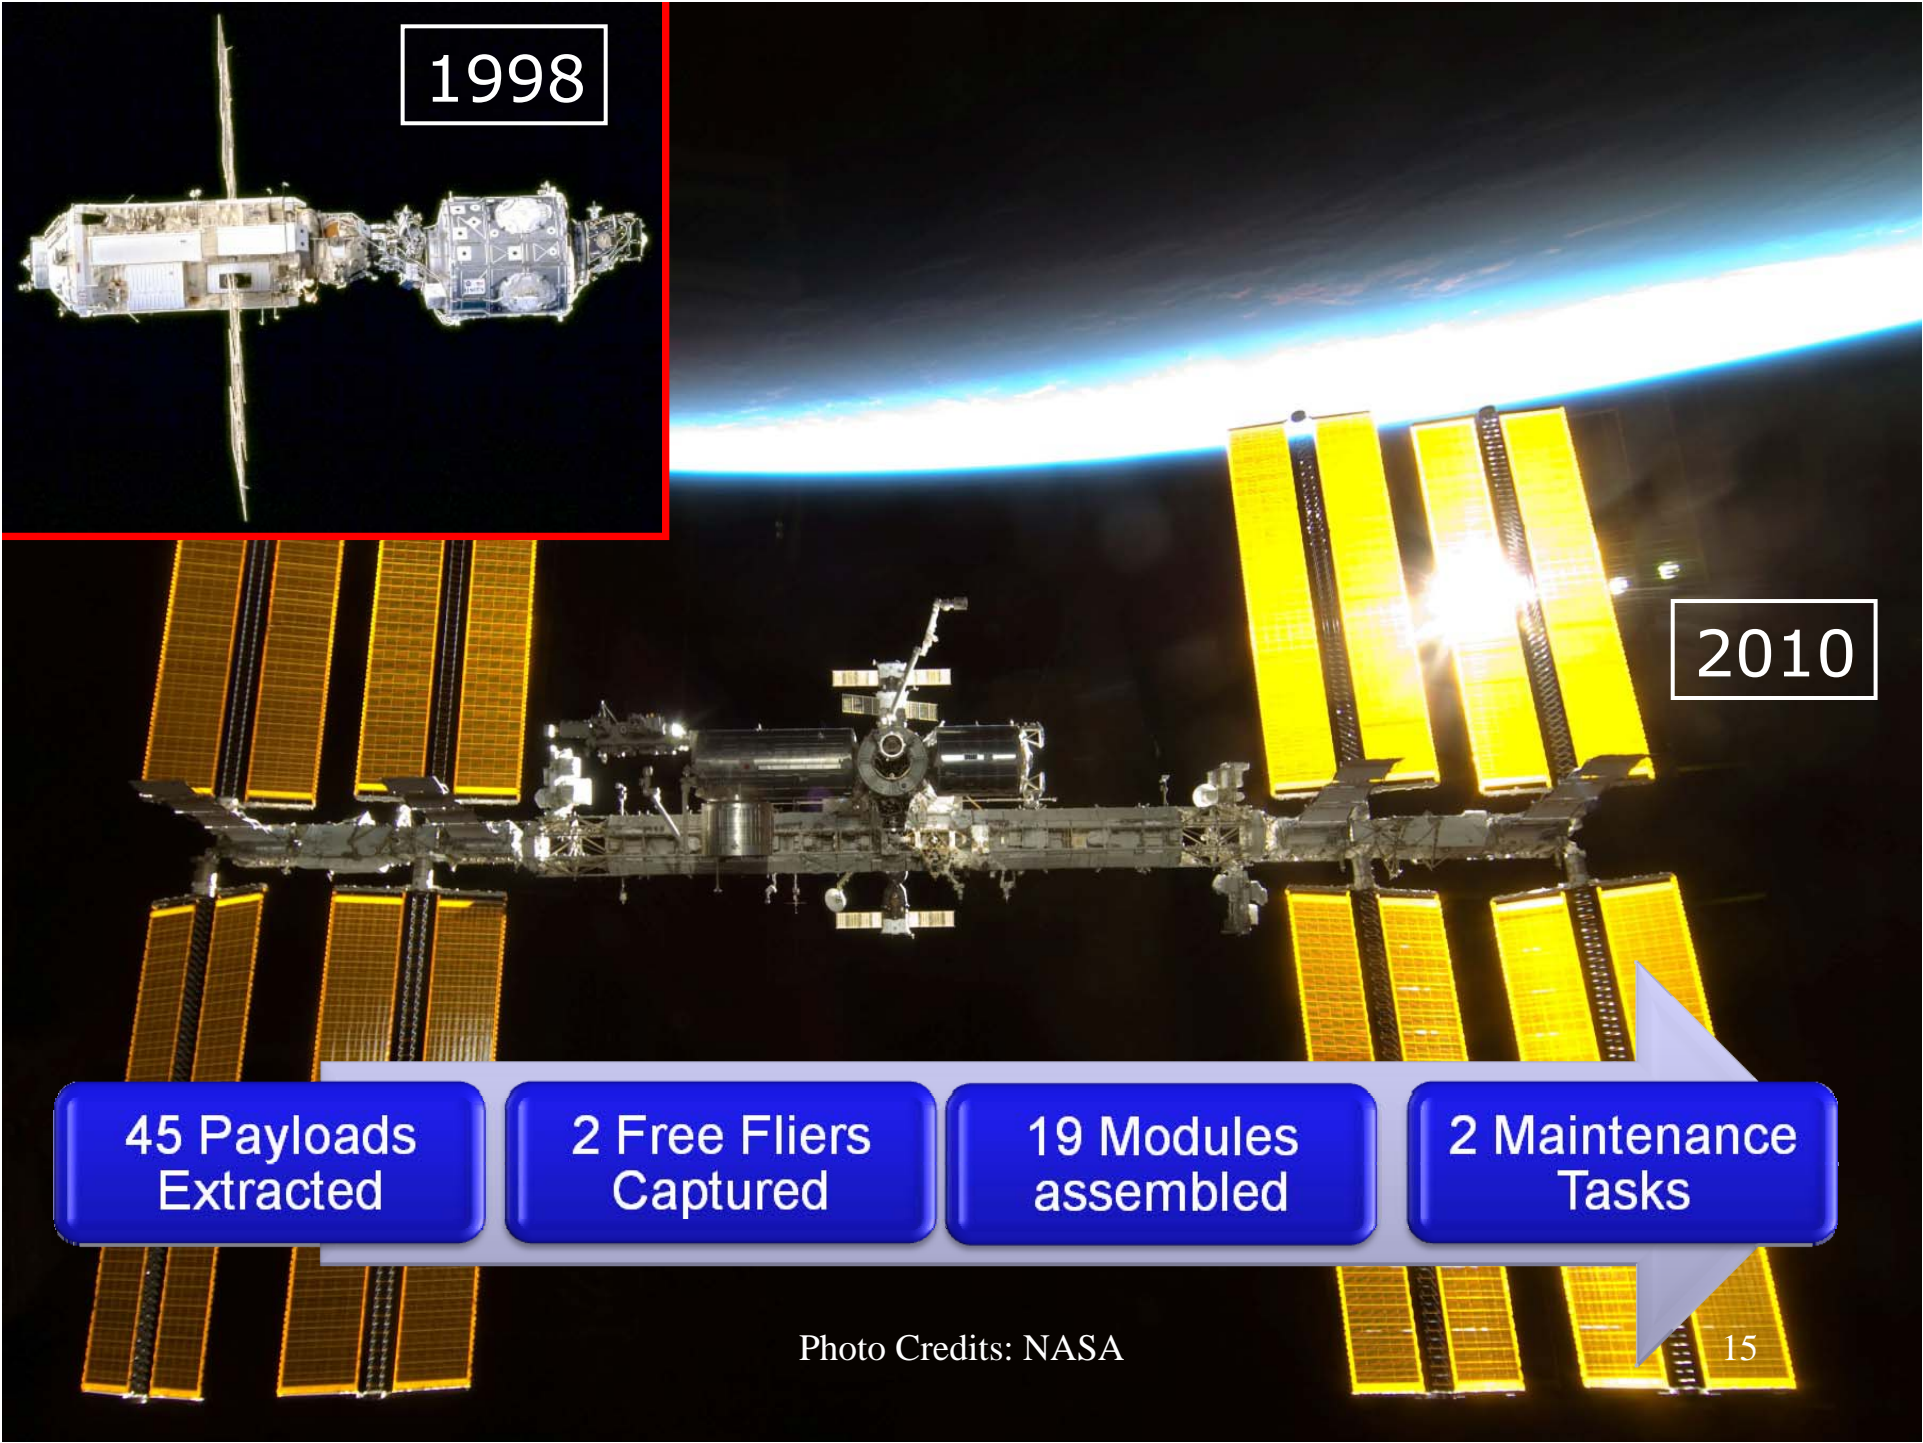 1998
2010
45 Payloads
Extracted
2 Free Fliers
Captured
19 Modules
assembled
2 Maintenance
Tasks
Photo Credits: NASA
15